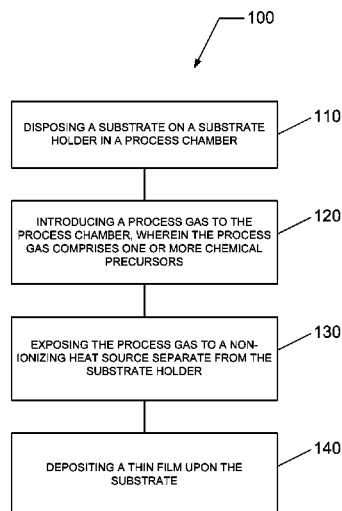 100
DISPOSING A SUBSTRATE ON A SUBSTRATE
HOLDER IN A PROCESS CHAMBER
110
INTRODUCING A PROCESS GAS TO THE
PROCESS CHAMBER, WHEREIN THE PROCESS
GAS COMPRISES ONE OR MORE CHEMICAL
PRECURSORS
120
EXPOSING THE PROCESS GAS TO A NON-
IONIZING HEAT SOURCE SEPARATE FROM THE
SUBSTRATE HOLDER
130
DEPOSITING A THIN FILM UPON THE
SUBSTRATE
140